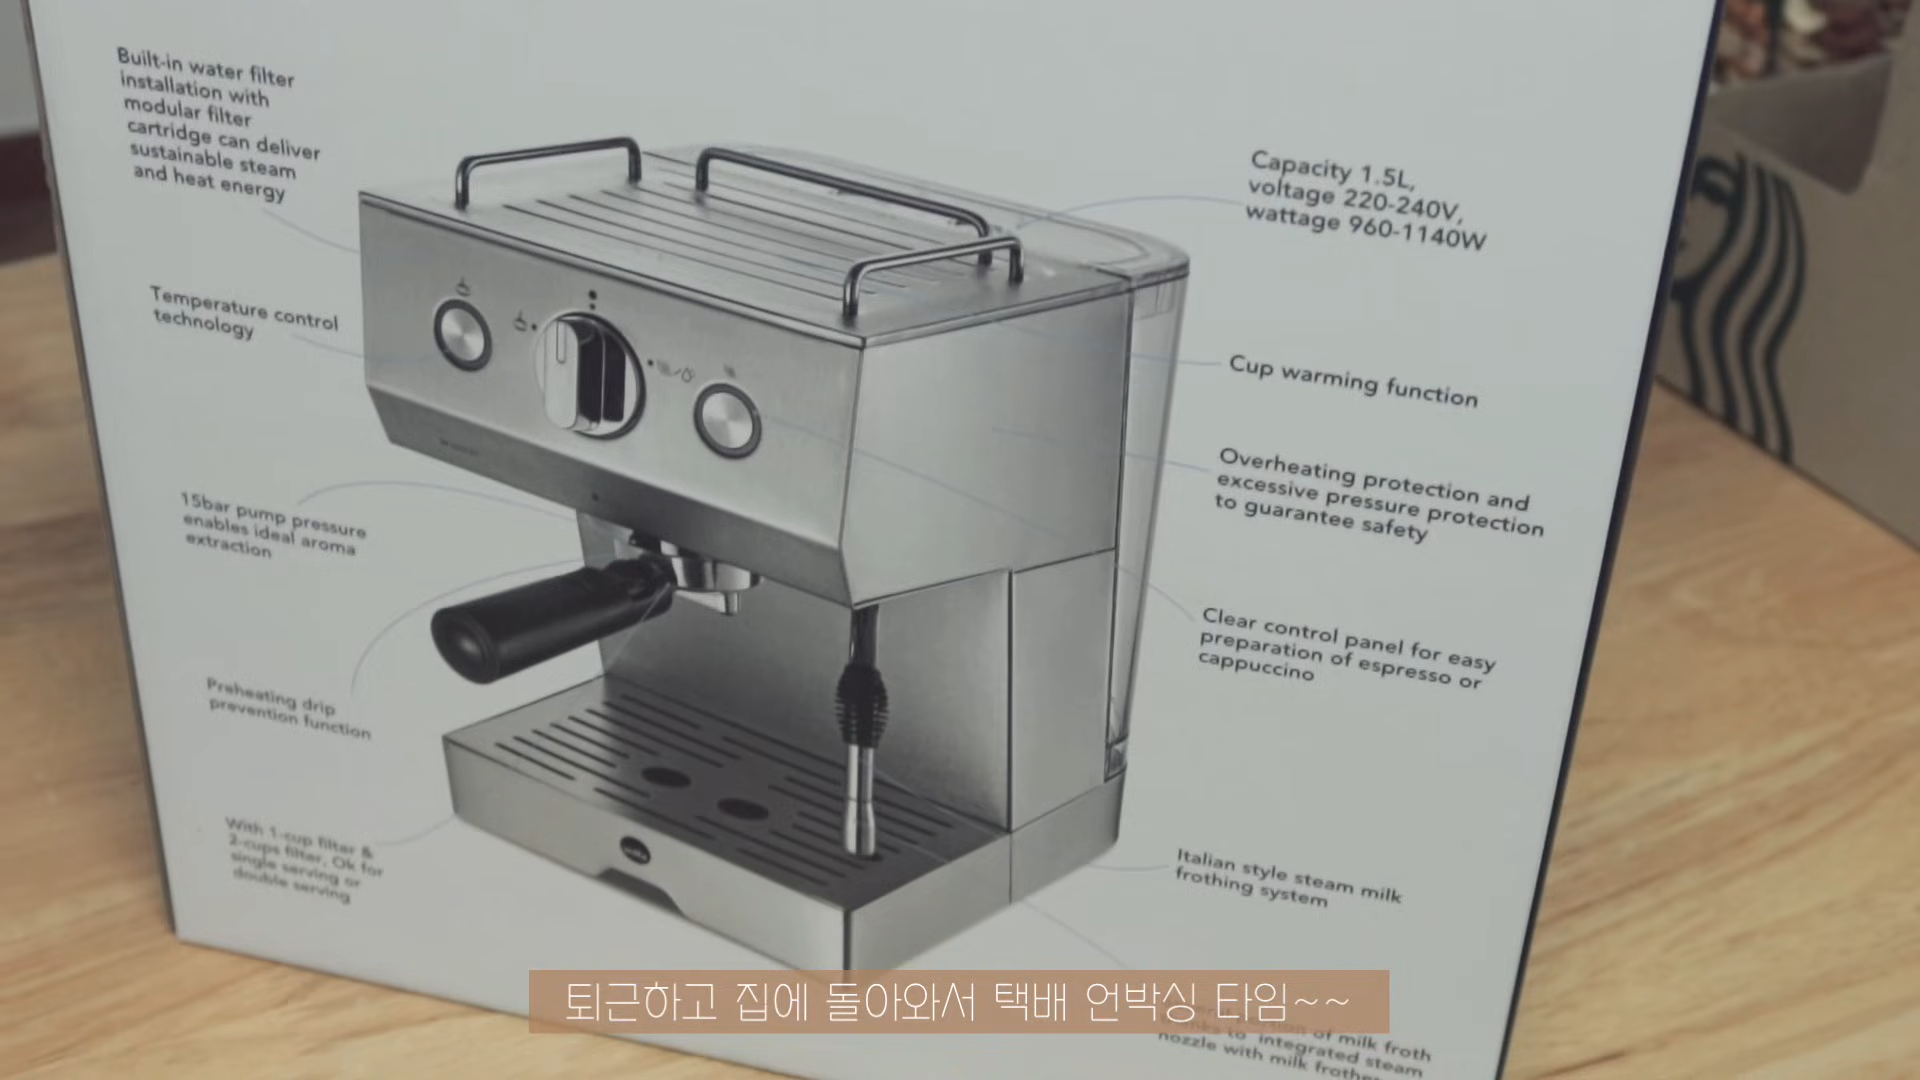 Built-in water filter
installation with
modular filter
cartridge can deliver
sustainable steam
and heat energy
Temperature control
technology
15bar pump pressure
enables ideal aroma
extraction
Preheating drip
prevention function
With 1-cup filter &
2-cups filter, Ok for
single serving or
double serving
Capacity 1.5L,
voltage 220-240V,
wattage 960-1140W
Cup warming function
Overheating protection and
excessive pressure protection
to guarantee safety
Clear control panel for easy
preparation of espresso or
cappuccino
Italian style steam milk
frothing system
of milk froth
to integrated steam
nozzle with milk frother
퇴근하고 집에 돌아와서 택배 언박싱 타임~~